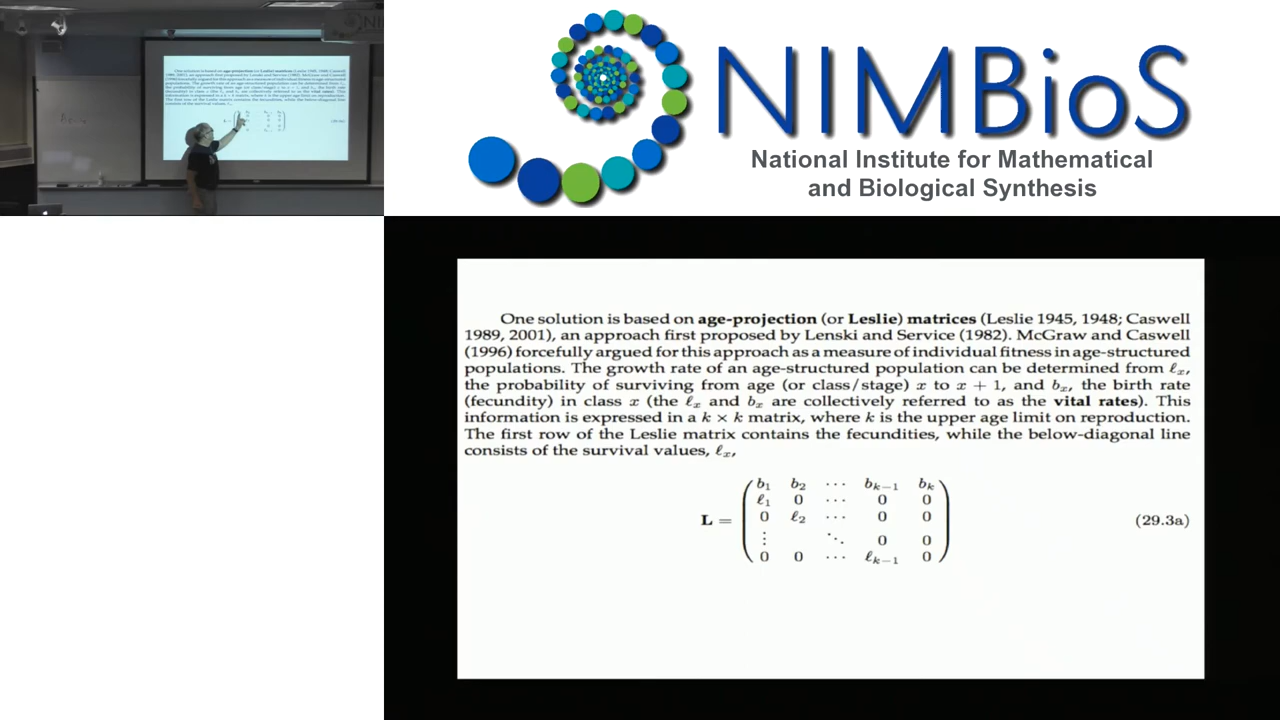 NIMBioS
National Institute for Mathematical
and Biological Synthesis
One solution is based on age-projection (or Leslie) matrices (Leslie 1945, 1948; Caswell
1989, 2001), an approach first proposed by Lenski and Service (1982). McGraw and Caswell
(1996) forcefully argued for this approach as a measure of individual fitness in age-structured
populations. The growth rate of an age-structured population can be determined from ℓₓ,
the probability of surviving from age (or class/stage) x to x + 1, and bₓ, the birth rate
(fecundity) in class x (the ℓₓ and bₓ are collectively referred to as the vital rates). This
information is expressed in a k × k matrix, where k is the upper age limit on reproduction.
The first row of the Leslie matrix contains the fecundities, while the below-diagonal line
consists of the survival values, ℓₓ,
b₁ b₂ ⋯ bₖ₋₁ bₖ
ℓ₁ 0 ⋯ 0 0
L = 0 ℓ₂ ⋯ 0 0 (29.3a)
⋮ ⋱ 0 0
0 0 ⋯ ℓₖ₋₁ 0